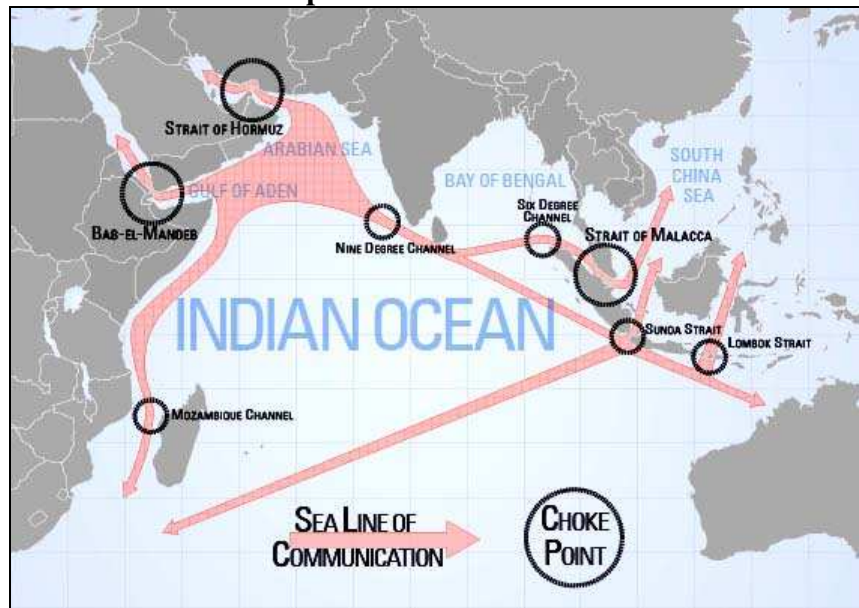 STRAIT OF HORMUZ
ARABIAN SEA
GULF OF ADEN
BAB-EL-MANDEB
BAY OF BENGAL
SOUTH
CHINA
SEA
SIX DEGREE
CHANNEL
STRAIT OF MALACCA
NINE DEGREE CHANNEL
INDIAN OCEAN
SUNDA STRAIT
LOMBOK STRAIT
MOZAMBIQUE CHANNEL
SEA LINE OF
COMMUNICATION
CHOKE
POINT